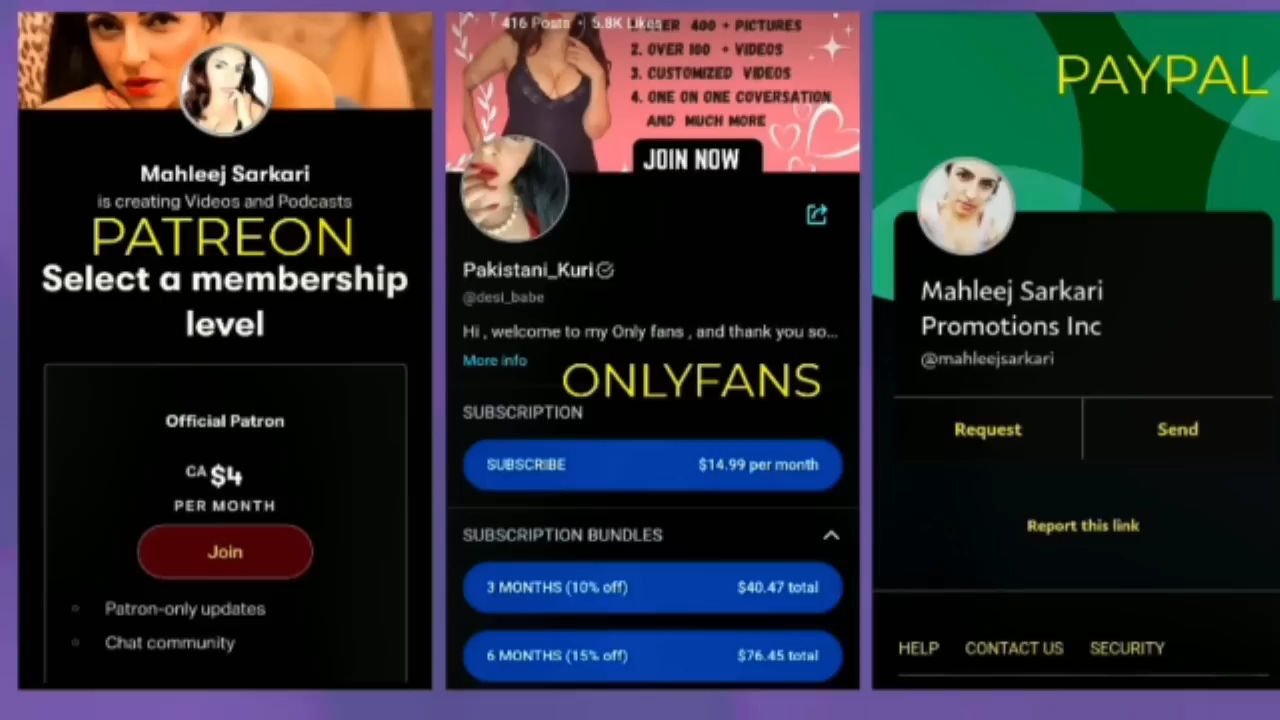 Mahleej Sarkari
is creating Videos and Podcasts
PATREON
Select a membership
level
Official Patron
CA $4
PER MONTH
Join
Patron-only updates
Chat community
416 Posts • 5.8K Likes
400 + PICTURES
2. OVER 100 + VIDEOS
3. CUSTOMIZED VIDEOS
4. ONE ON ONE COVERSATION
AND MUCH MORE
JOIN NOW
Pakistani_Kuri
@desi_babe
Hi , welcome to my Only fans , and thank you so...
More info
ONLYFANS
SUBSCRIPTION
SUBSCRIBE $14.99 per month
SUBSCRIPTION BUNDLES
3 MONTHS (10% off) $40.47 total
6 MONTHS (15% off) $76.45 total
PAYPAL
Mahleej Sarkari
Promotions Inc
@mahleejsarkari
Request Send
Report this link
HELP CONTACT US SECURITY